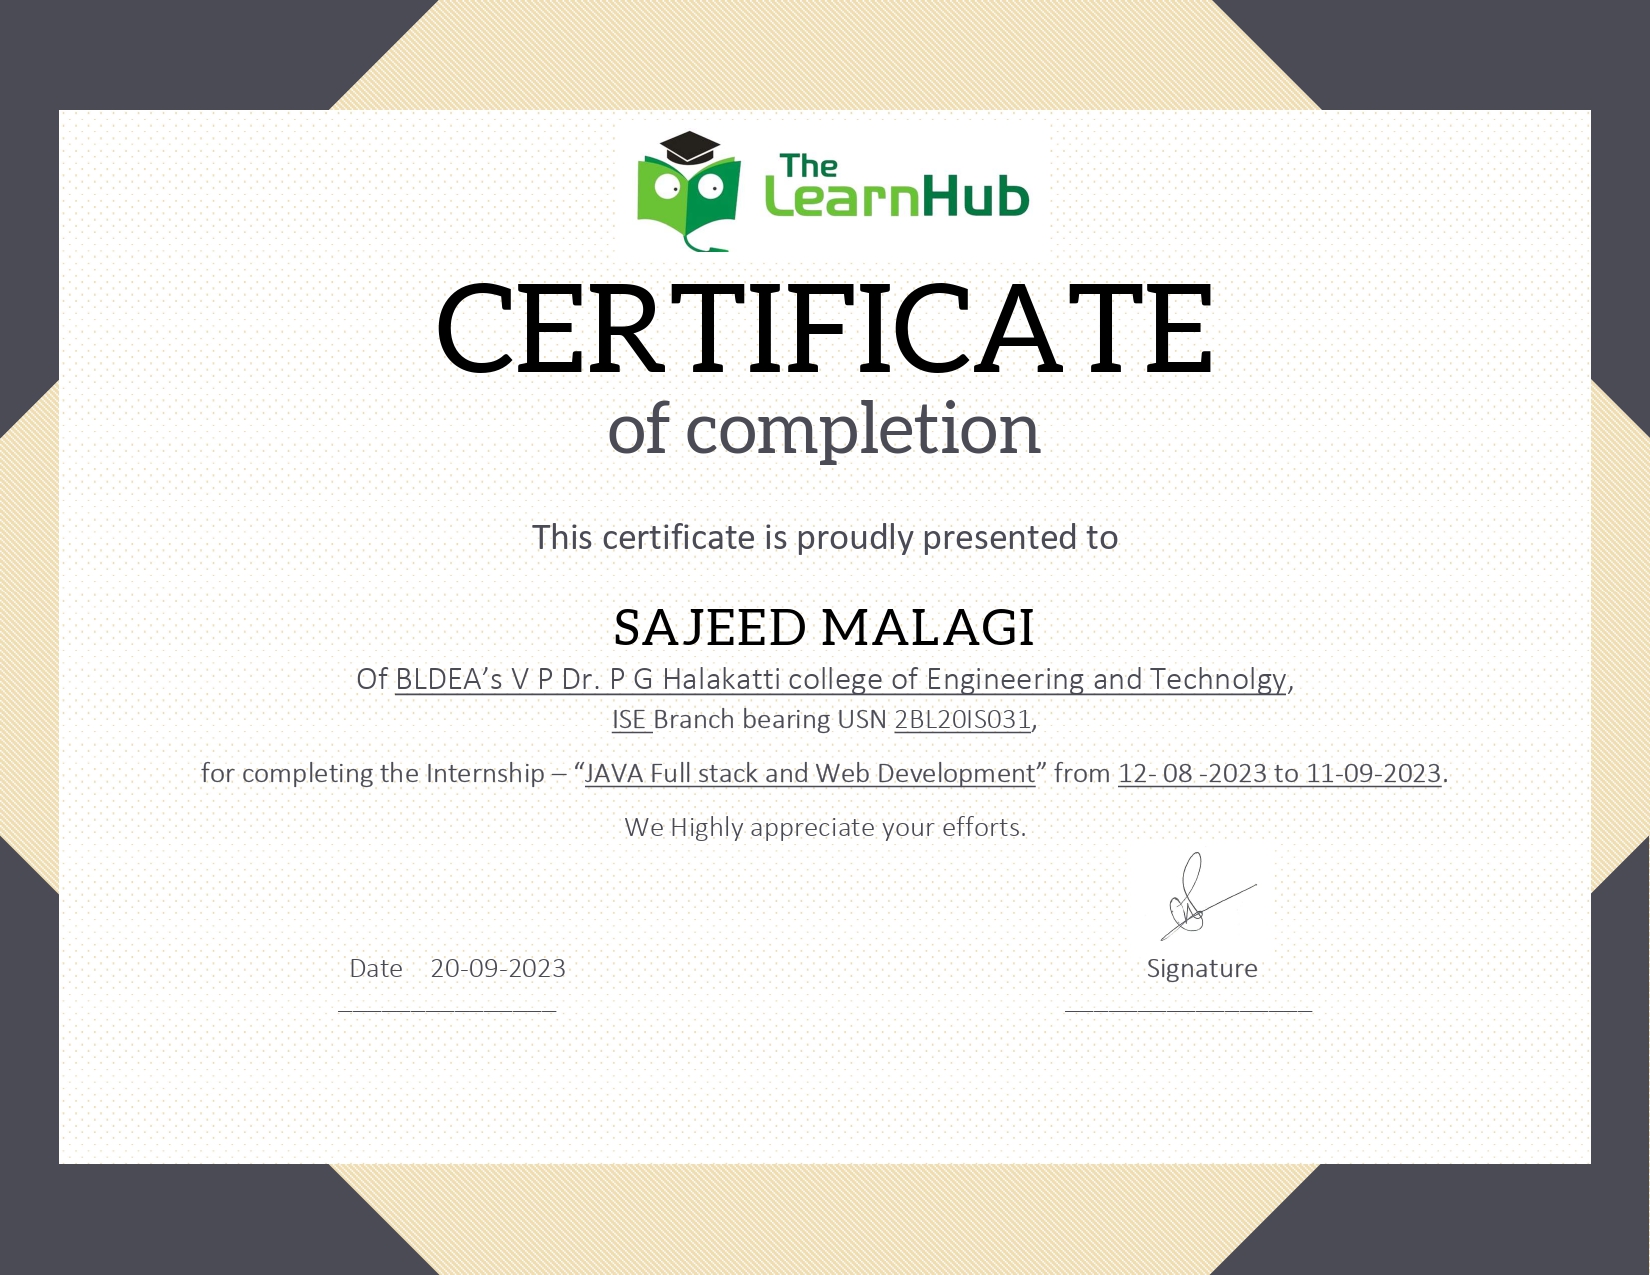 The
LearnHub
CERTIFICATE
of completion
This certificate is proudly presented to
SAJEED MALAGI
Of BLDEA’s V P Dr. P G Halakatti college of Engineering and Technolgy,
ISE Branch bearing USN 2BL20IS031,
for completing the Internship – “JAVA Full stack and Web Development” from 12- 08 -2023 to 11-09-2023.
We Highly appreciate your efforts.
Date 20-09-2023
Signature